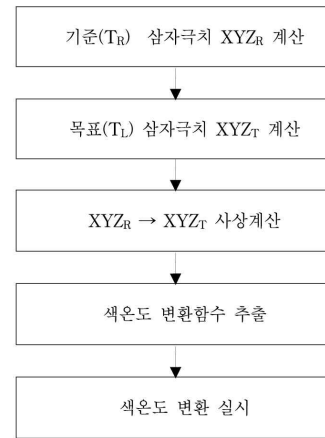 기준(T_R) 삼자극치 XYZ_R 계산
목표(T_L) 삼자극치 XYZ_T 계산
XYZ_R → XYZ_T 사상계산
색온도 변환함수 추출
색온도 변환 실시